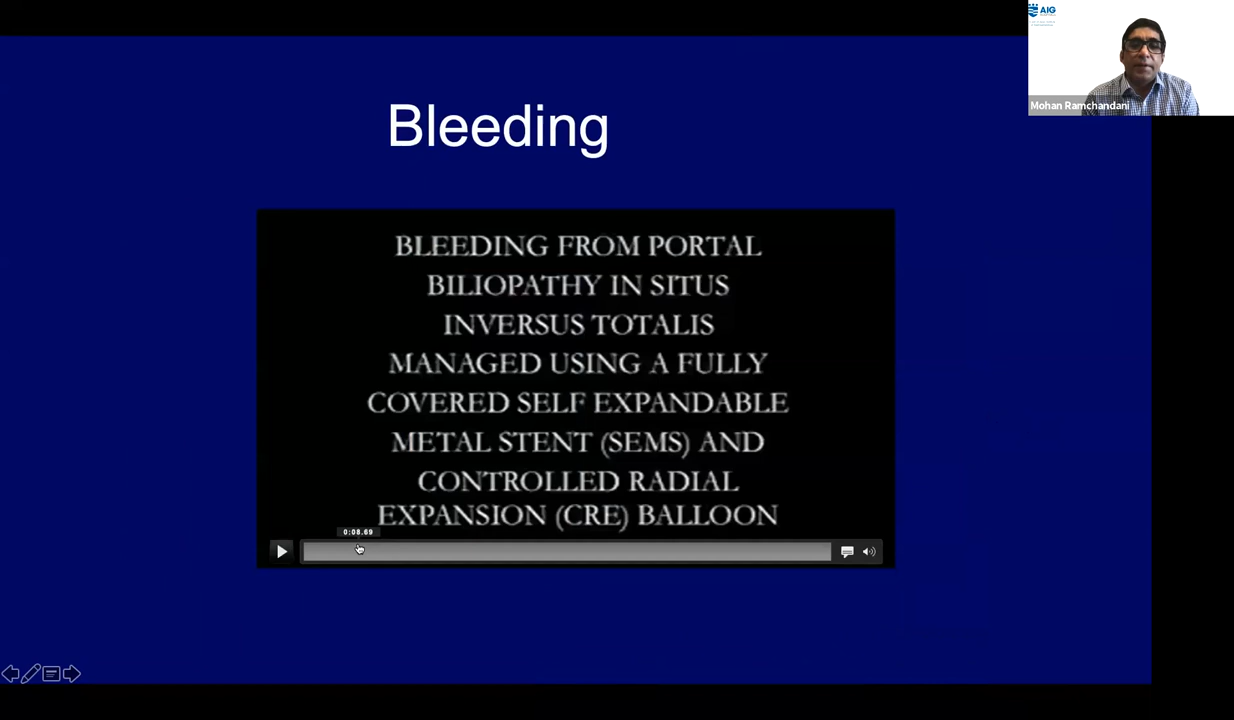 AIG
Mohan Ramchandani
Bleeding
BLEEDING FROM PORTAL
BILIOPATHY IN SITUS
INVERSUS TOTALIS
MANAGED USING A FULLY
COVERED SELF EXPANDABLE
METAL STENT (SEMS) AND
CONTROLLED RADIAL
EXPANSION (CRE) BALLOON
0:08.69